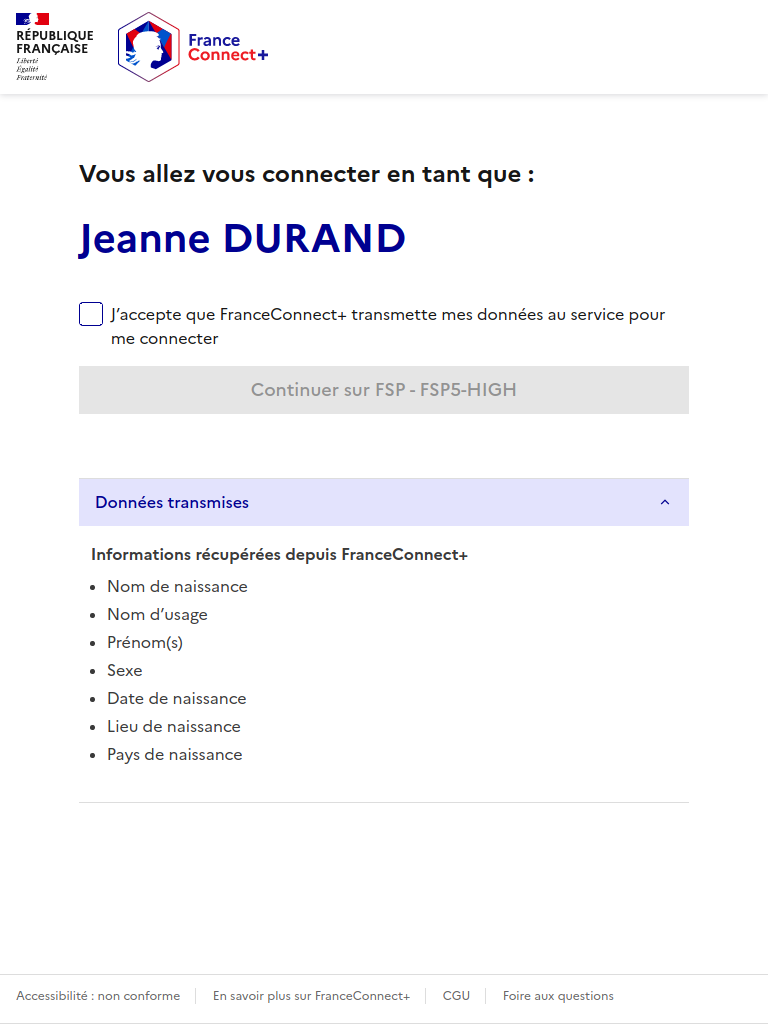 RÉPUBLIQUE
FRANÇAISE
Liberté
Égalité
Fraternité
France
Connect+
Vous allez vous connecter en tant que :
Jeanne DURAND
J’accepte que FranceConnect+ transmette mes données au service pour
me connecter
Continuer sur FSP - FSP5-HIGH
Données transmises
Informations récupérées depuis FranceConnect+
• Nom de naissance
• Nom d’usage
• Prénom(s)
• Sexe
• Date de naissance
• Lieu de naissance
• Pays de naissance
Accessibilité : non conforme En savoir plus sur FranceConnect+ CGU Foire aux questions